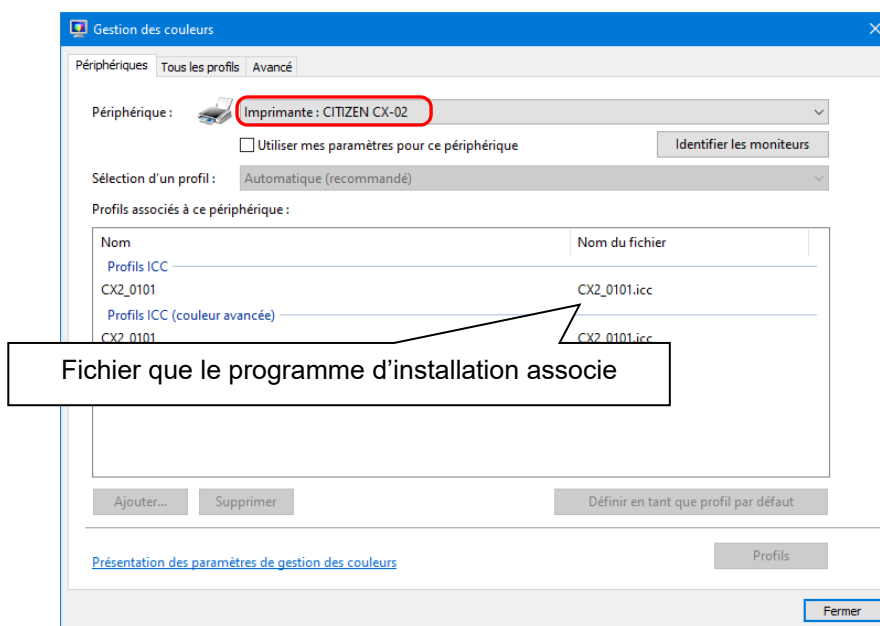 Gestion des couleurs
Périphériques Tous les profils Avancé
Périphérique : Imprimante : CITIZEN CX-02
Utiliser mes paramètres pour ce périphérique Identifier les moniteurs
Sélection d'un profil : Automatique (recommandé)
Profils associés à ce périphérique :
Nom Nom du fichier
Profils ICC
CX2_0101 CX2_0101.icc
Profils ICC (couleur avancée)
CX2_0101 CX2_0101.icc
Fichier que le programme d’installation associe
Ajouter... Supprimer Définir en tant que profil par défaut
Présentation des paramètres de gestion des couleurs Profils
Fermer